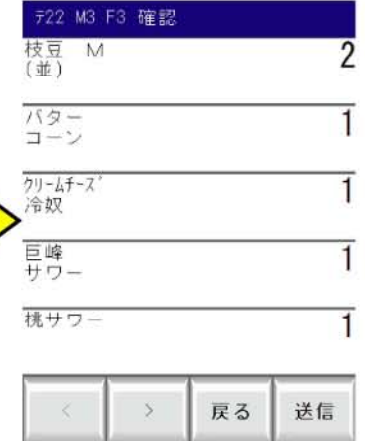 ﾃ22 M3 F3 確認
枝豆 M 2
(並)
バター 1
コーン
ｸﾘｰﾑﾁｰｽﾞ 1
冷奴
巨峰 1
サワー
桃サワー 1
< > 戻る 送信